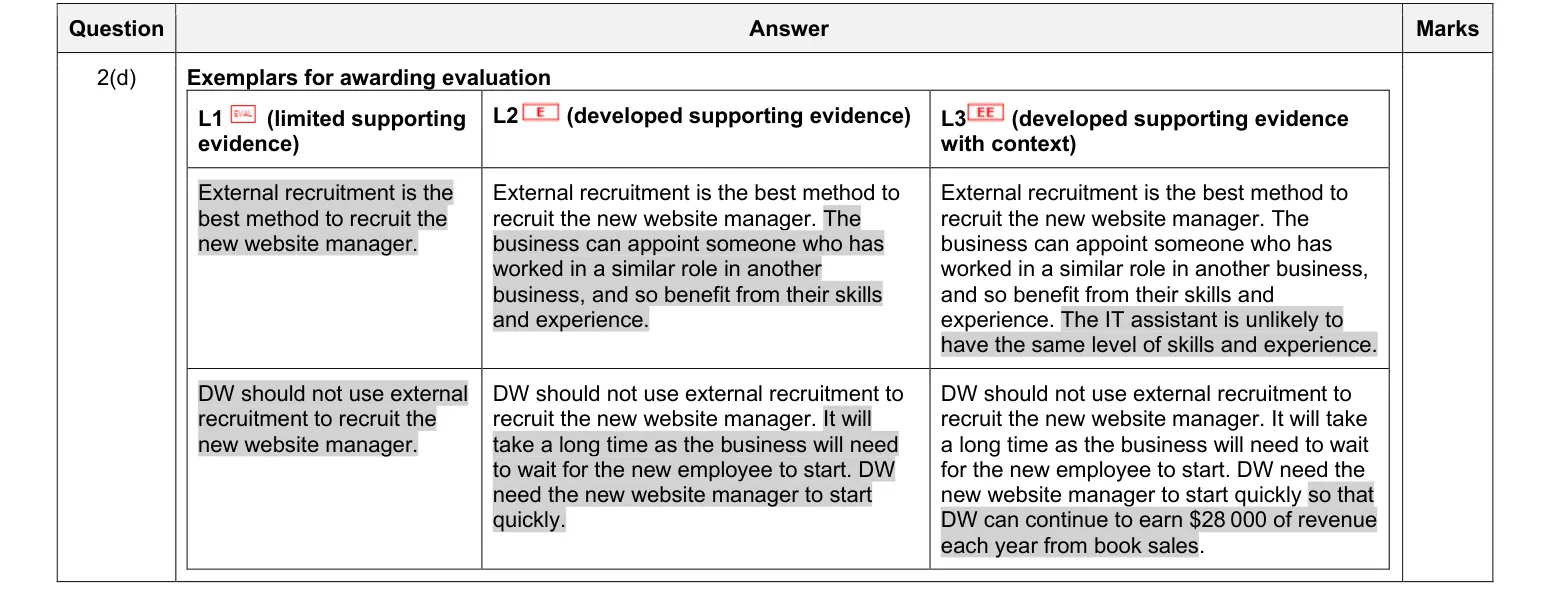 Question Answer Marks
2(d) Exemplars for awarding evaluation
L1 EVAL (limited supporting
evidence)
L2 E (developed supporting evidence)
L3 EE (developed supporting evidence
with context)
External recruitment is the
best method to recruit the
new website manager.
External recruitment is the best method to
recruit the new website manager. The
business can appoint someone who has
worked in a similar role in another
business, and so benefit from their skills
and experience.
External recruitment is the best method to
recruit the new website manager. The
business can appoint someone who has
worked in a similar role in another business,
and so benefit from their skills and
experience. The IT assistant is unlikely to
have the same level of skills and experience.
DW should not use external
recruitment to recruit the
new website manager.
DW should not use external recruitment to
recruit the new website manager. It will
take a long time as the business will need
to wait for the new employee to start. DW
need the new website manager to start
quickly.
DW should not use external recruitment to
recruit the new website manager. It will take
a long time as the business will need to wait
for the new employee to start. DW need the
new website manager to start quickly so that
DW can continue to earn $28 000 of revenue
each year from book sales.